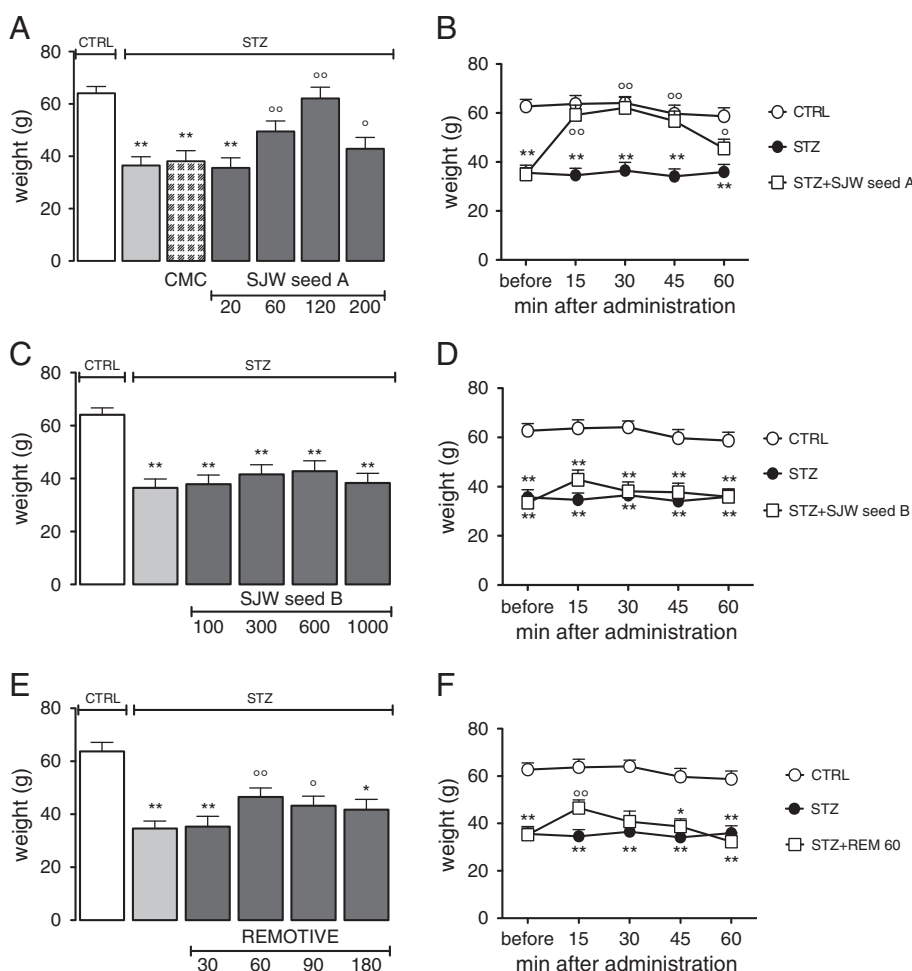 A
CTRL
STZ
weight (g)
80
60
40
20
0
**
**
**
°°
°°
°
CMC
SJW seed A
20 60 120 200
B
weight (g)
80
60
40
20
0
**
°°
**
°°
**
°°
**
°
**
before 15 30 45 60
min after administration
CTRL
STZ
STZ+SJW seed A
C
CTRL
STZ
weight (g)
80
60
40
20
0
** ** ** ** **
SJW seed B
100 300 600 1000
D
weight (g)
80
60
40
20
0
** ** ** ** **
** ** ** ** **
before 15 30 45 60
min after administration
CTRL
STZ
STZ+SJW seed B
E
CTRL
STZ
weight (g)
80
60
40
20
0
** ** °° ° *
REMOTIVE
30 60 90 180
F
weight (g)
80
60
40
20
0
** °° * **
** ** ** **
before 15 30 45 60
min after administration
CTRL
STZ
STZ+REM 60